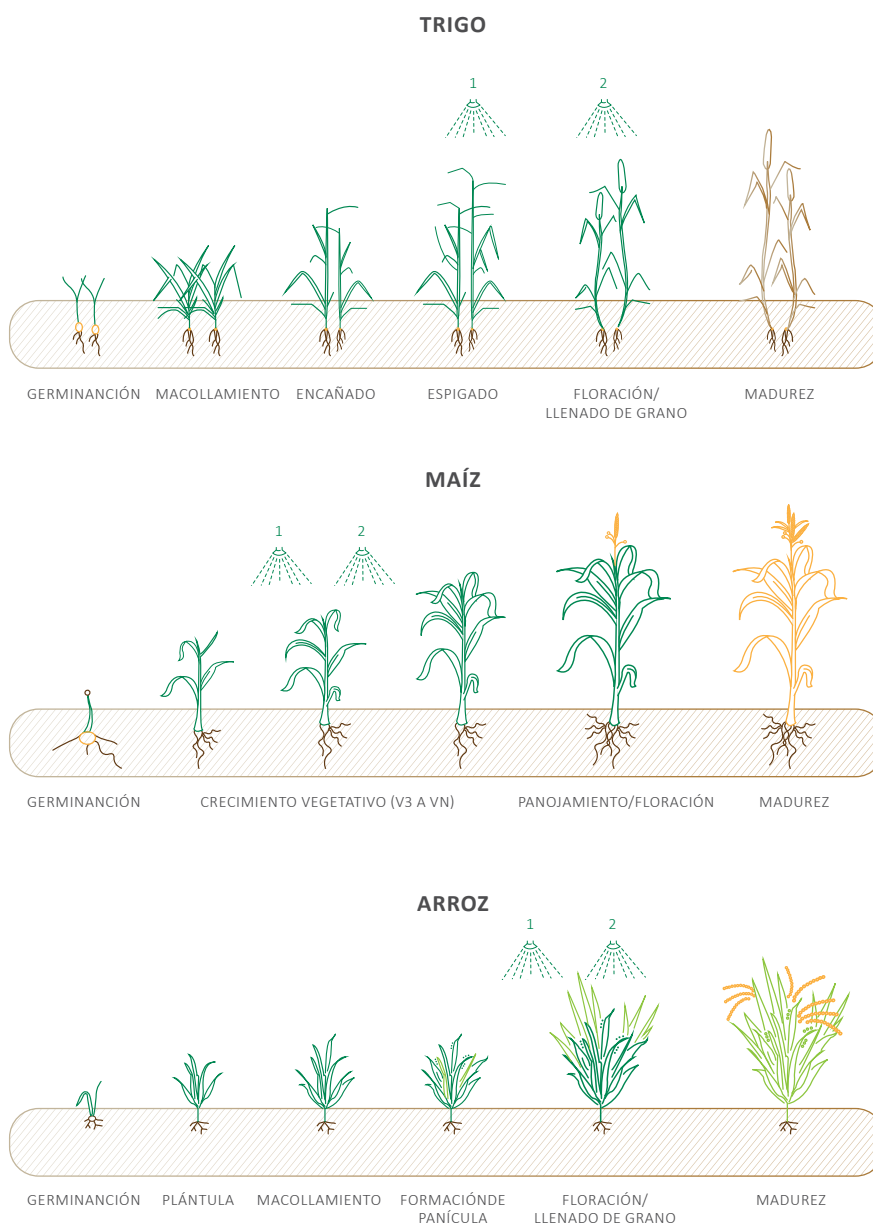 TRIGO
1 2
GERMINANCIÓN MACOLLAMIENTO ENCAÑADO ESPIGADO FLORACIÓN/ MADUREZ
LLENADO DE GRANO
MAÍZ
1 2
GERMINANCIÓN CRECIMIENTO VEGETATIVO (V3 A VN) PANOJAMIENTO/FLORACIÓN MADUREZ
ARROZ
1 2
GERMINANCIÓN PLÁNTULA MACOLLAMIENTO FORMACIÓNDE FLORACIÓN/ MADUREZ
PANÍCULA LLENADO DE GRANO